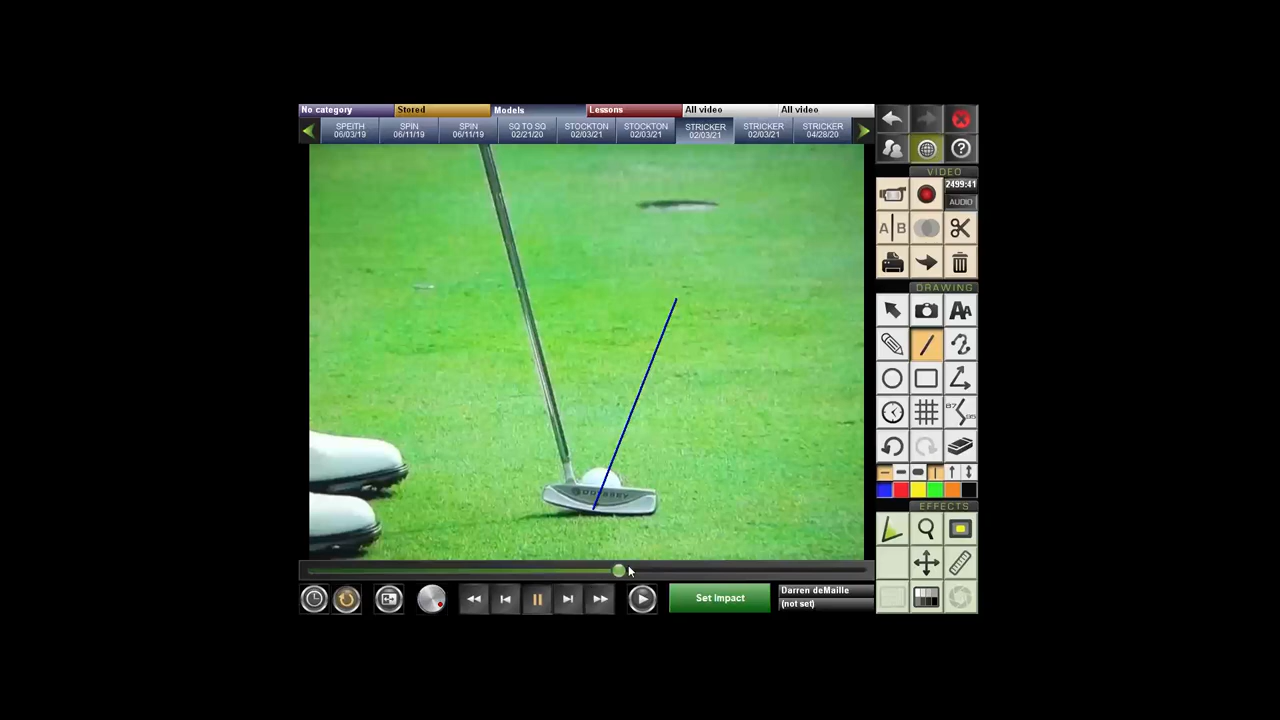 No category Stored Models Lessons All video All video
SPEITH SPIN SPIN SQ TO SQ STOCKTON STOCKTON STRICKER STRICKER STRICKER
06/03/19 06/11/19 06/11/19 02/21/20 02/03/21 02/03/21 02/03/21 02/03/21 04/28/20
VIDEO
2499:41
AUDIO
A|B
DRAWING
AA
87
ODYSSEY
EFFECTS
Set Impact
Darren deMaille
(not set)